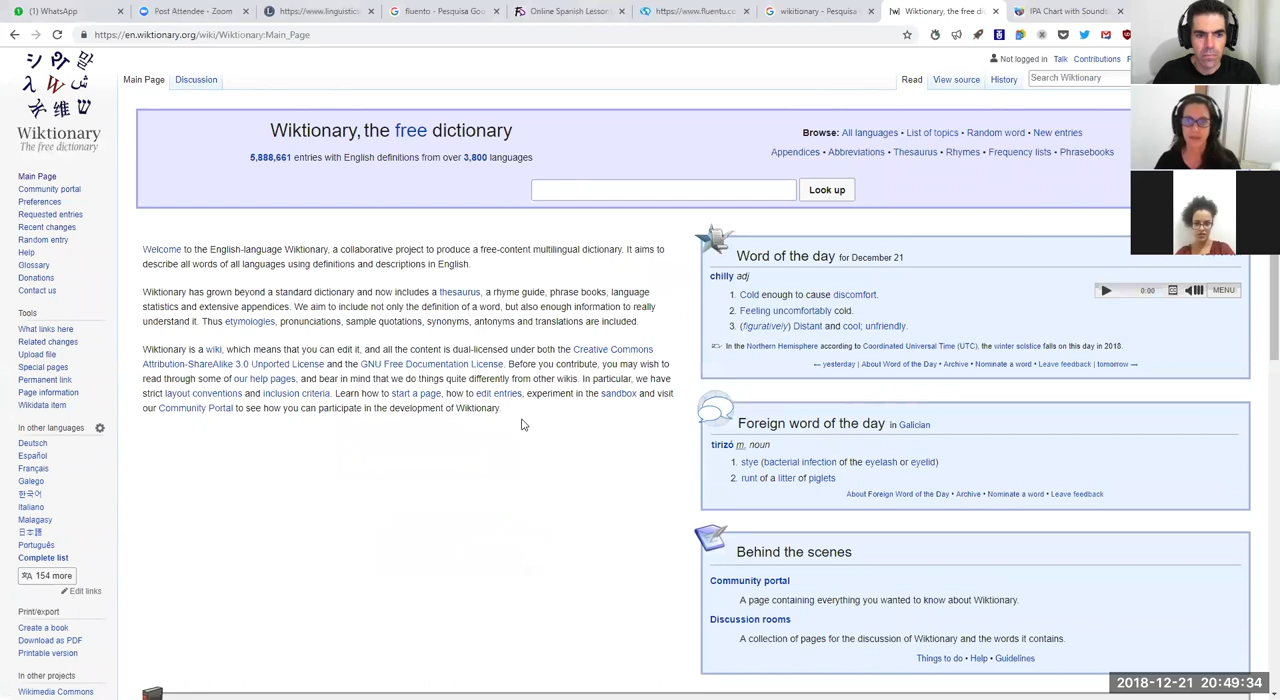 (1) WhatsApp
Post Attendee - Zoom
https://www.linguistic
fluento - Pesquisa Goo
Online Spanish Lesson
https://www.fluentu.co
wikitionary - Pesquisa
Wiktionary, the free di
IPA Chart with Sounds
https://en.wiktionary.org/wiki/Wiktionary:Main_Page
Not logged in Talk Contributions
Main Page Discussion Read View source History Search Wiktionary
Wiktionary
The free dictionary
Wiktionary, the free dictionary
5,888,661 entries with English definitions from over 3,800 languages
Browse: All languages • List of topics • Random word • New entries
Appendices • Abbreviations • Thesaurus • Rhymes • Frequency lists • Phrasebooks
Look up
Main Page
Community portal
Preferences
Requested entries
Recent changes
Random entry
Help
Glossary
Donations
Contact us
Tools
What links here
Related changes
Upload file
Special pages
Permanent link
Page information
Wikidata item
In other languages
Deutsch
Español
Français
Galego
한국어
Italiano
Malagasy
日本語
Português
Complete list
154 more
Edit links
Print/export
Create a book
Download as PDF
Printable version
In other projects
Wikimedia Commons
Welcome to the English-language Wiktionary, a collaborative project to produce a free-content multilingual dictionary. It aims to
describe all words of all languages using definitions and descriptions in English.
Wiktionary has grown beyond a standard dictionary and now includes a thesaurus, a rhyme guide, phrase books, language
statistics and extensive appendices. We aim to include not only the definition of a word, but also enough information to really
understand it. Thus etymologies, pronunciations, sample quotations, synonyms, antonyms and translations are included.
Wiktionary is a wiki, which means that you can edit it, and all the content is dual-licensed under both the Creative Commons
Attribution-ShareAlike 3.0 Unported License and the GNU Free Documentation License. Before you contribute, you may wish to
read through some of our help pages, and bear in mind that we do things quite differently from other wikis. In particular, we have
strict layout conventions and inclusion criteria. Learn how to start a page, how to edit entries, experiment in the sandbox and visit
our Community Portal to see how you can participate in the development of Wiktionary.
Word of the day for December 21
chilly adj
0:00 MENU
1. Cold enough to cause discomfort.
2. Feeling uncomfortably cold.
3. (figuratively) Distant and cool; unfriendly.
In the Northern Hemisphere according to Coordinated Universal Time (UTC), the winter solstice falls on this day in 2018.
← yesterday | About Word of the Day • Archive • Nominate a word • Leave feedback | tomorrow →
Foreign word of the day in Galician
tirizó m, noun
1. stye (bacterial infection of the eyelash or eyelid)
2. runt of a litter of piglets
About Foreign Word of the Day • Archive • Nominate a word • Leave feedback
Behind the scenes
Community portal
A page containing everything you wanted to know about Wiktionary.
Discussion rooms
A collection of pages for the discussion of Wiktionary and the words it contains.
Things to do • Help • Guidelines
2018-12-21 20:49:34